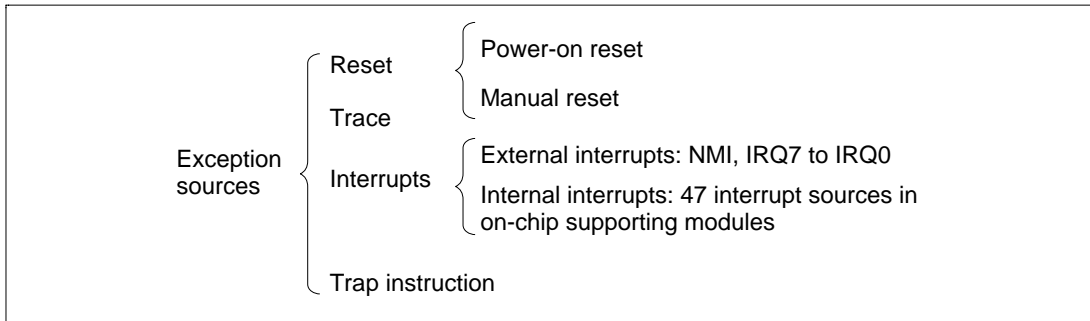 Exception
sources
Reset
Power-on reset
Manual reset
Trace
Interrupts
External interrupts: NMI, IRQ7 to IRQ0
Internal interrupts: 47 interrupt sources in
on-chip supporting modules
Trap instruction